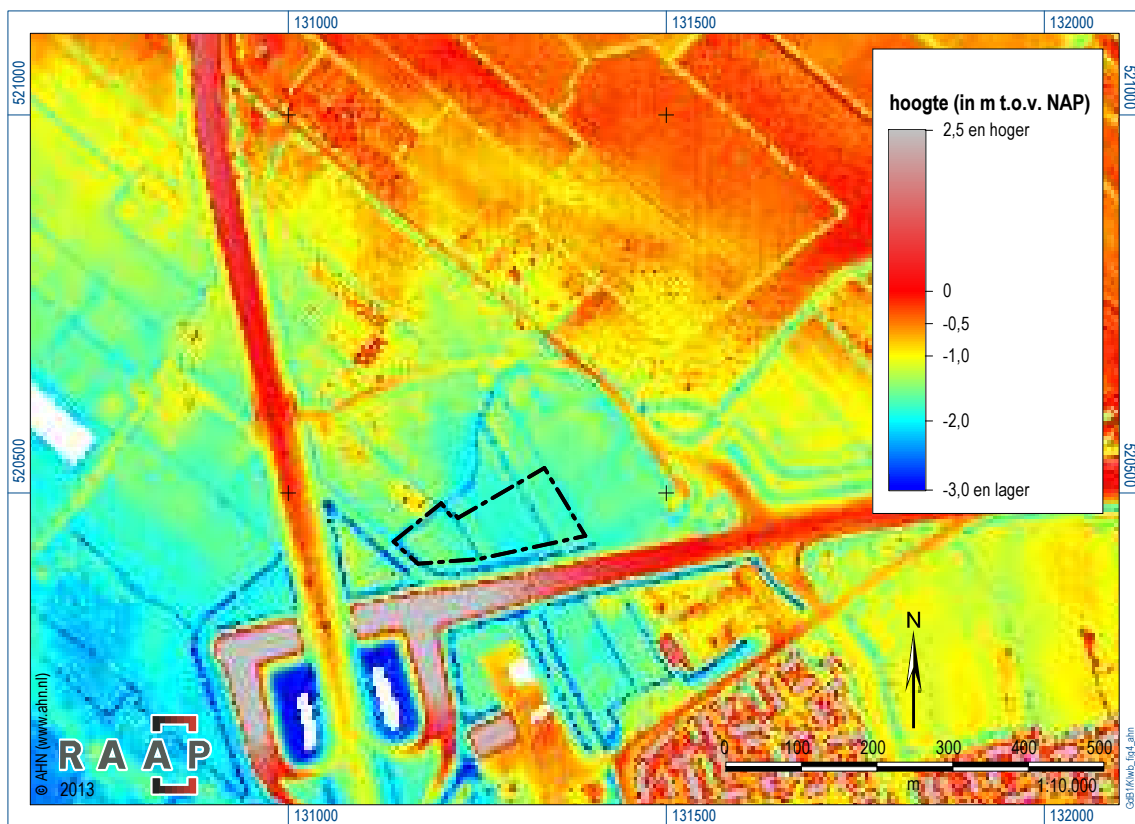 131000 131500 132000
521000 521000
hoogte (in m t.o.v. NAP)
2,5 en hoger
0
-0,5
-1,0
-2,0
-3,0 en lager
520500 520500
N
0 100 200 300 400 500
m 1:10.000
© AHN (www.ahn.nl)
RAAP
2013
131000 131500 132000